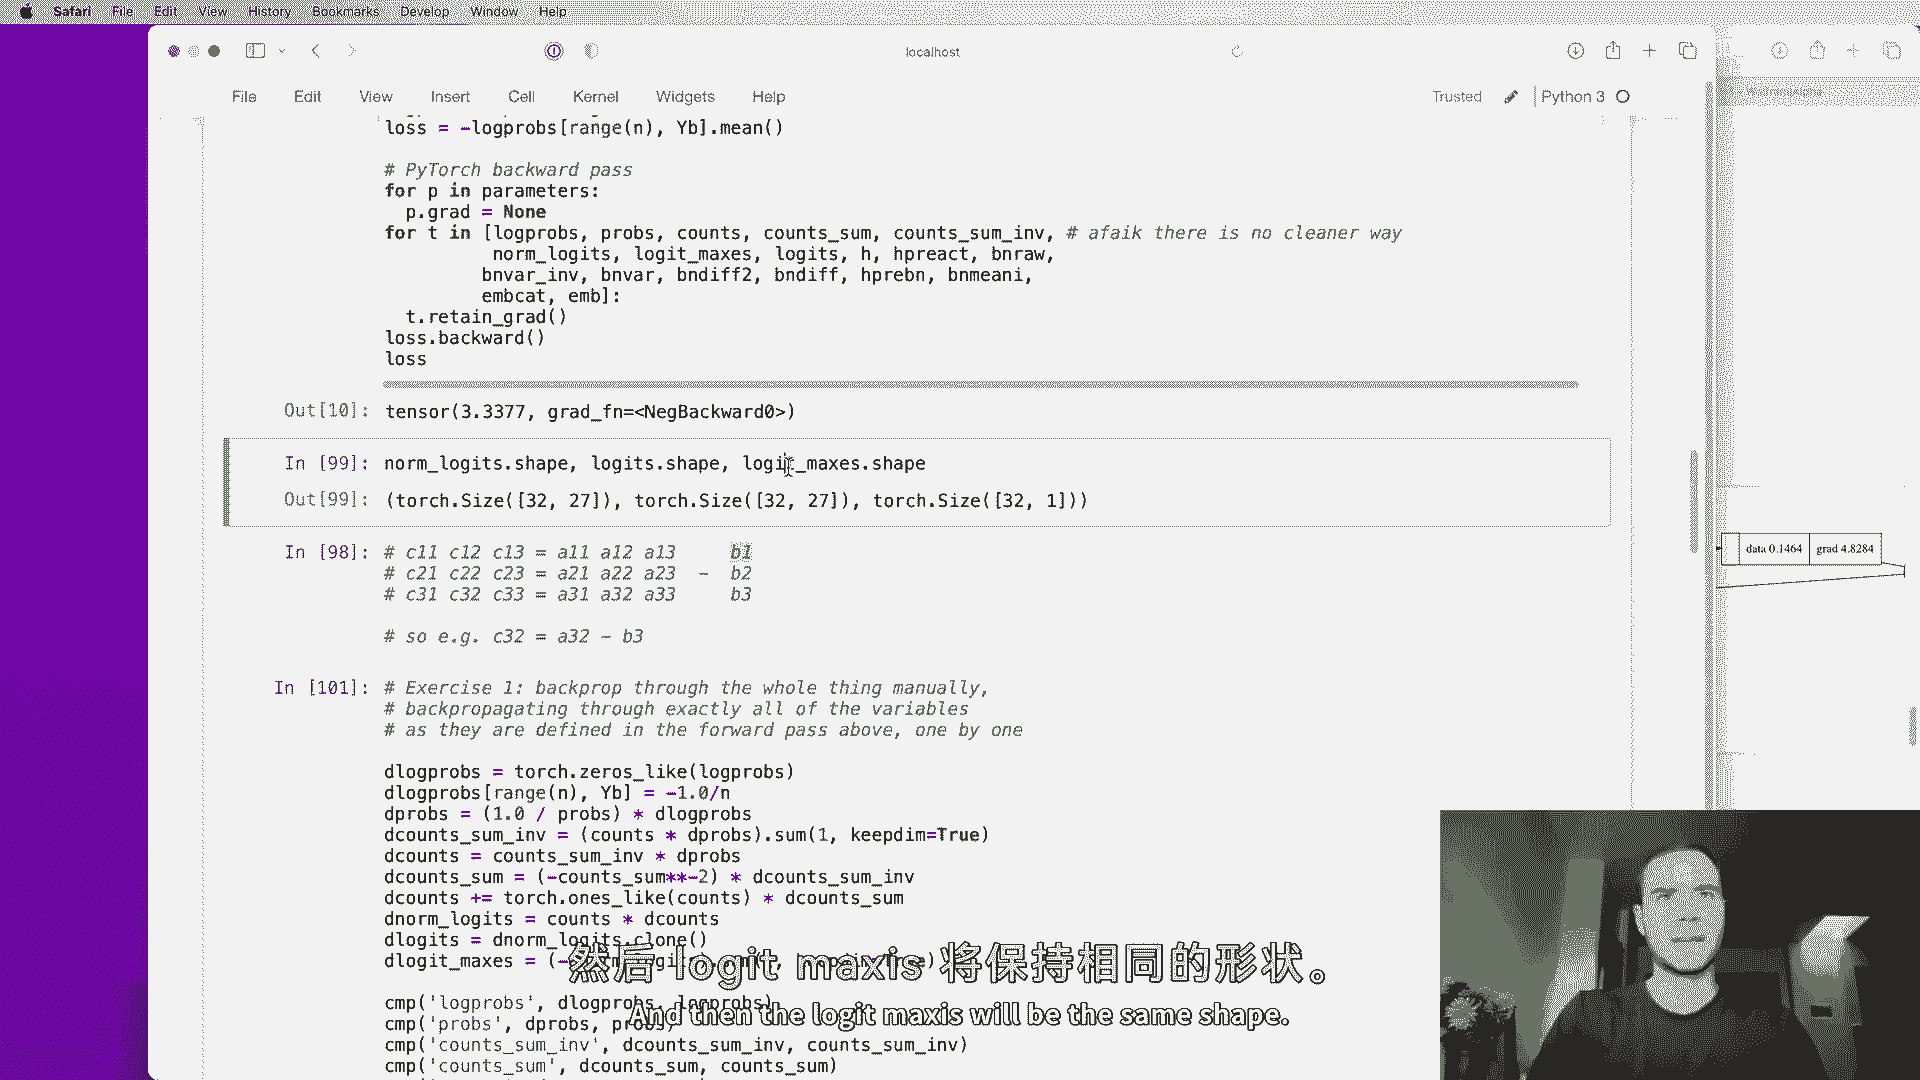 Safari File Edit View History Bookmarks Develop Window Help
localhost
File Edit View Insert Cell Kernel Widgets Help
Trusted Python 3
loss = -logprobs[range(n), Yb].mean()
# PyTorch backward pass
for p in parameters:
p.grad = None
for t in [logprobs, probs, counts, counts_sum, counts_sum_inv, # afaik there is no cleaner way
norm_logits, logit_maxes, logits, h, hpreact, bnraw,
bnvar_inv, bnvar, bndiff2, bndiff, hprebn, bnmeani,
embcat, emb]:
t.retain_grad()
loss.backward()
loss
Out[10]: tensor(3.3377, grad_fn=<NegBackward0>)
In [99]: norm_logits.shape, logits.shape, logit_maxes.shape
Out[99]: (torch.Size([32, 27]), torch.Size([32, 27]), torch.Size([32, 1]))
In [98]: # c11 c12 c13 = a11 a12 a13 b1
# c21 c22 c23 = a21 a22 a23 - b2
# c31 c32 c33 = a31 a32 a33 b3
# so e.g. c32 = a32 - b3
data 0.1464 grad 4.8284
In [101]: # Exercise 1: backprop through the whole thing manually,
# backpropagating through exactly all of the variables
# as they are defined in the forward pass above, one by one
dlogprobs = torch.zeros_like(logprobs)
dlogprobs[range(n), Yb] = -1.0/n
dprobs = (1.0 / probs) * dlogprobs
dcounts_sum_inv = (counts * dprobs).sum(1, keepdim=True)
dcounts = counts_sum_inv * dprobs
dcounts_sum = (-counts_sum**-2) * dcounts_sum_inv
dcounts += torch.ones_like(counts) * dcounts_sum
dnorm_logits = counts * dcounts
dlogits = dnorm_logits.clone()
dlogit_maxes = (-
cmp('logprobs', dlogprobs, logprobs)
cmp('probs', dprobs, probs)
cmp('counts_sum_inv', dcounts_sum_inv, counts_sum_inv)
cmp('counts_sum', dcounts_sum, counts_sum)
然后 logit maxis 将保持相同的形状。
And then the logit maxis will be the same shape.